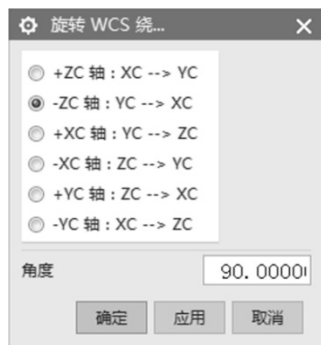 旋转 WCS 绕...
+ZC 轴 : XC --> YC
-ZC 轴 : YC --> XC
+XC 轴 : YC --> ZC
-XC 轴 : ZC --> YC
+YC 轴 : ZC --> XC
-YC 轴 : XC --> ZC
角度 90.0000
确定 应用 取消